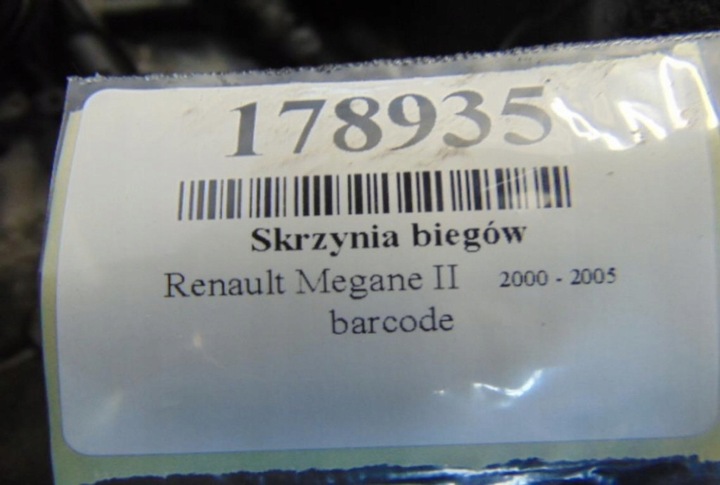 178935
Skrzynia biegów
Renault Megane II 2000 - 2005
barcode